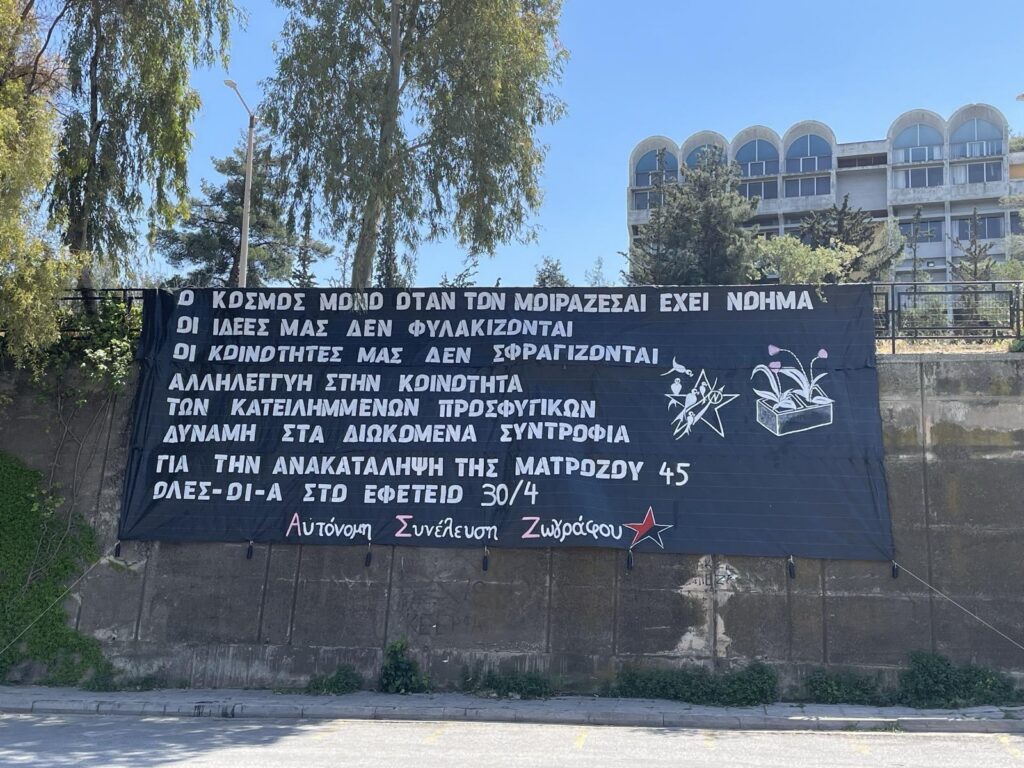 Ο ΚΟΣΜΟΣ ΜΟΝΟ ΟΤΑΝ ΤΟΝ ΜΟΙΡΑΖΕΣΑΙ ΕΧΕΙ ΝΟΗΜΑ
ΟΙ ΙΔΕΕΣ ΜΑΣ ΔΕΝ ΦΥΛΑΚΙΖΟΝΤΑΙ
ΟΙ ΚΟΙΝΟΤΗΤΕΣ ΜΑΣ ΔΕΝ ΣΦΡΑΓΙΖΟΝΤΑΙ
ΑΛΛΗΛΕΓΓΥΗ ΣΤΗΝ ΚΟΙΝΟΤΗΤΑ
ΤΩΝ ΚΑΤΕΙΛΗΜΜΕΝΩΝ ΠΡΟΣΦΥΓΙΚΩΝ
ΔΥΝΑΜΗ ΣΤΑ ΔΙΩΚΟΜΕΝΑ ΣΥΝΤΡΟΦΙΑ
ΓΙΑ ΤΗΝ ΑΝΑΚΑΤΑΛΗΨΗ ΤΗΣ ΜΑΤΡΟΖΟΥ 45
ΟΛΕΣ-ΟΙ-Α ΣΤΟ ΕΦΕΤΕΙΟ 30/4
Αυτόνομη Συνέλευση Ζωγράφου